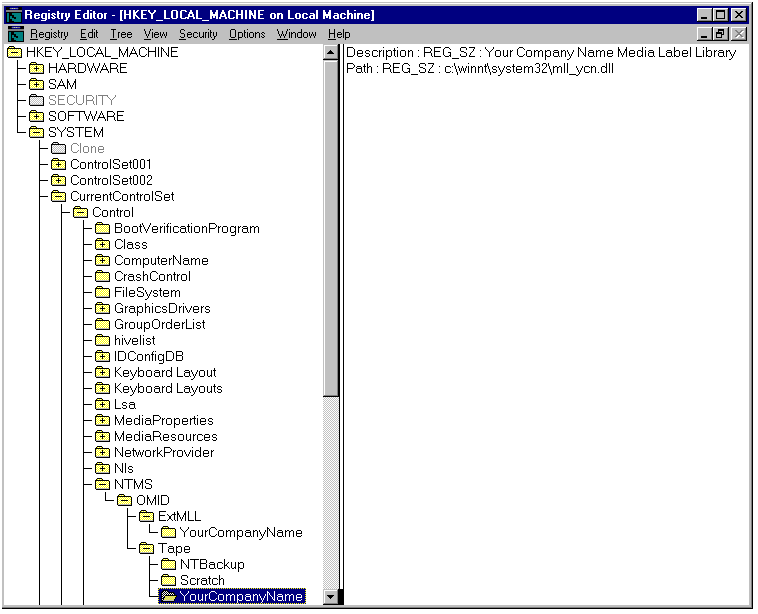 Registry Editor - [HKEY_LOCAL_MACHINE on Local Machine]
Registry Edit Tree View Security Options Window Help
HKEY_LOCAL_MACHINE
HARDWARE
SAM
SECURITY
SOFTWARE
SYSTEM
Clone
ControlSet001
ControlSet002
CurrentControlSet
Control
BootVerificationProgram
Class
ComputerName
CrashControl
FileSystem
GraphicsDrivers
GroupOrderList
hivelist
IDConfigDB
Keyboard Layout
Keyboard Layouts
Lsa
MediaProperties
MediaResources
NetworkProvider
Nls
NTMS
OMID
ExtMLL
YourCompanyName
Tape
NTBackup
Scratch
YourCompanyName
Description : REG_SZ : Your Company Name Media Label Library
Path : REG_SZ : c:\winnt\system32\mll_ycn.dll